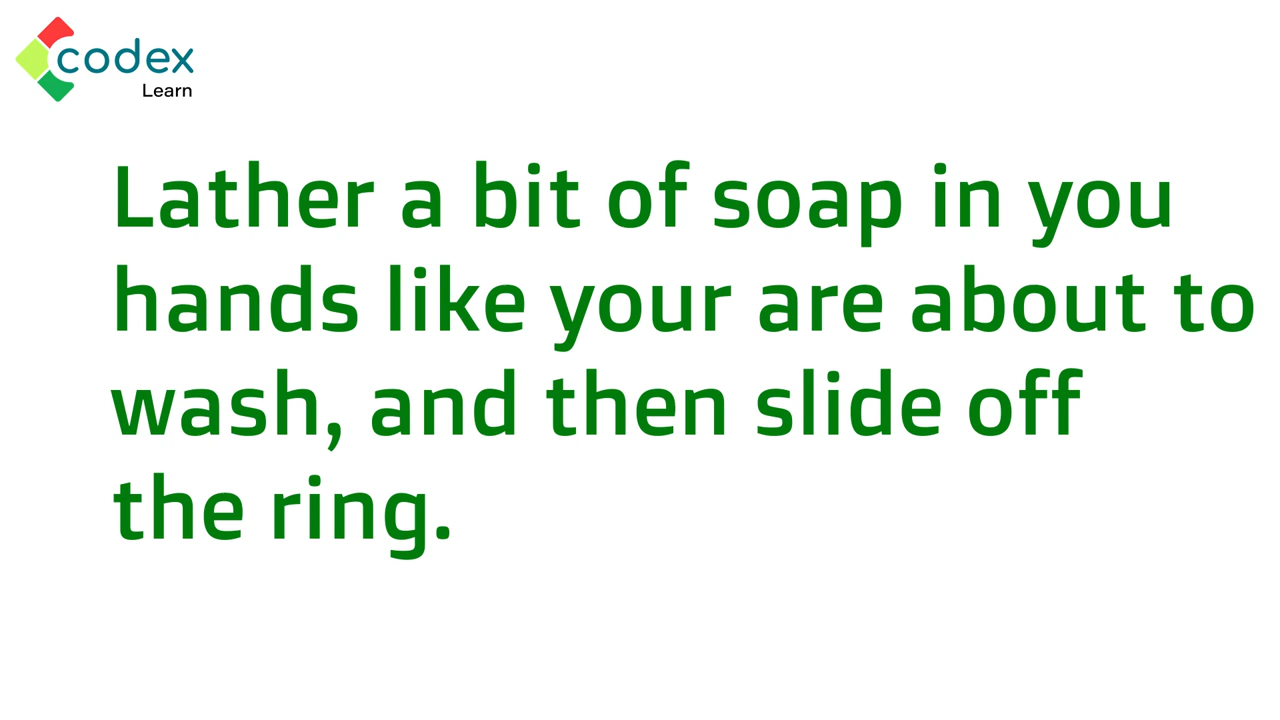 codex
Learn
Lather a bit of soap in you
hands like your are about to
wash, and then slide off
the ring.